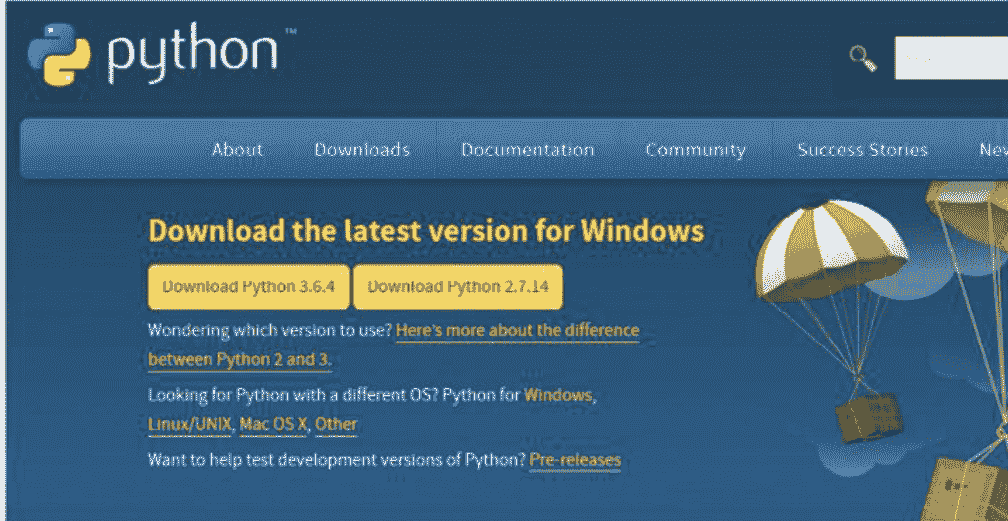 python™
About Downloads Documentation Community Success Stories
Download the latest version for Windows
Download Python 3.6.4 Download Python 2.7.14
Wondering which version to use? Here's more about the difference
between Python 2 and 3.
Looking for Python with a different OS? Python for Windows,
Linux/UNIX, Mac OS X, Other
Want to help test development versions of Python? Pre-releases